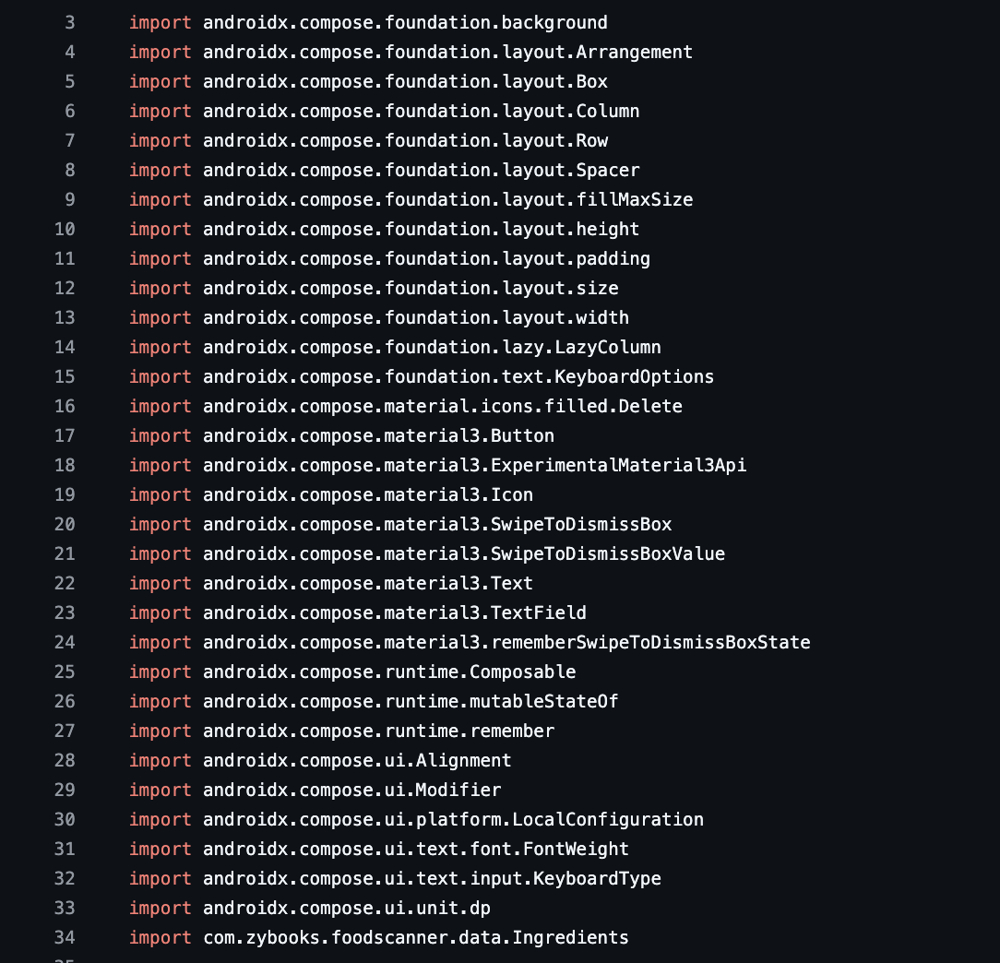 3 import androidx.compose.foundation.background
4 import androidx.compose.foundation.layout.Arrangement
5 import androidx.compose.foundation.layout.Box
6 import androidx.compose.foundation.layout.Column
7 import androidx.compose.foundation.layout.Row
8 import androidx.compose.foundation.layout.Spacer
9 import androidx.compose.foundation.layout.fillMaxSize
10 import androidx.compose.foundation.layout.height
11 import androidx.compose.foundation.layout.padding
12 import androidx.compose.foundation.layout.size
13 import androidx.compose.foundation.layout.width
14 import androidx.compose.foundation.lazy.LazyColumn
15 import androidx.compose.foundation.text.KeyboardOptions
16 import androidx.compose.material.icons.filled.Delete
17 import androidx.compose.material3.Button
18 import androidx.compose.material3.ExperimentalMaterial3Api
19 import androidx.compose.material3.Icon
20 import androidx.compose.material3.SwipeToDismissBox
21 import androidx.compose.material3.SwipeToDismissBoxValue
22 import androidx.compose.material3.Text
23 import androidx.compose.material3.TextField
24 import androidx.compose.material3.rememberSwipeToDismissBoxState
25 import androidx.compose.runtime.Composable
26 import androidx.compose.runtime.mutableStateOf
27 import androidx.compose.runtime.remember
28 import androidx.compose.ui.Alignment
29 import androidx.compose.ui.Modifier
30 import androidx.compose.ui.platform.LocalConfiguration
31 import androidx.compose.ui.text.font.FontWeight
32 import androidx.compose.ui.text.input.KeyboardType
33 import androidx.compose.ui.unit.dp
34 import com.zybooks.foodscanner.data.Ingredients